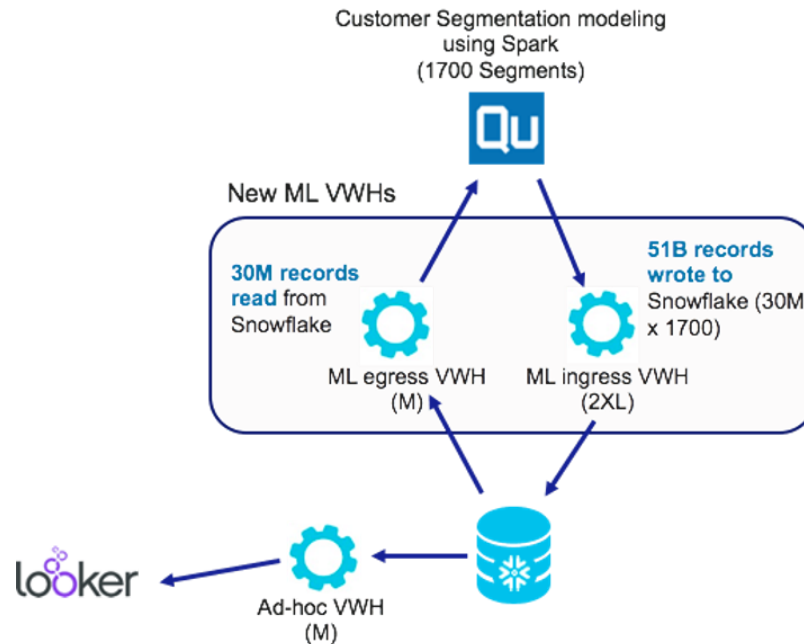 Customer Segmentation modeling
using Spark
(1700 Segments)
Qu
New ML VWHs
30M records
read from
Snowflake
51B records
wrote to
Snowflake (30M
x 1700)
ML egress VWH
(M)
ML ingress VWH
(2XL)
looker
Ad-hoc VWH
(M)